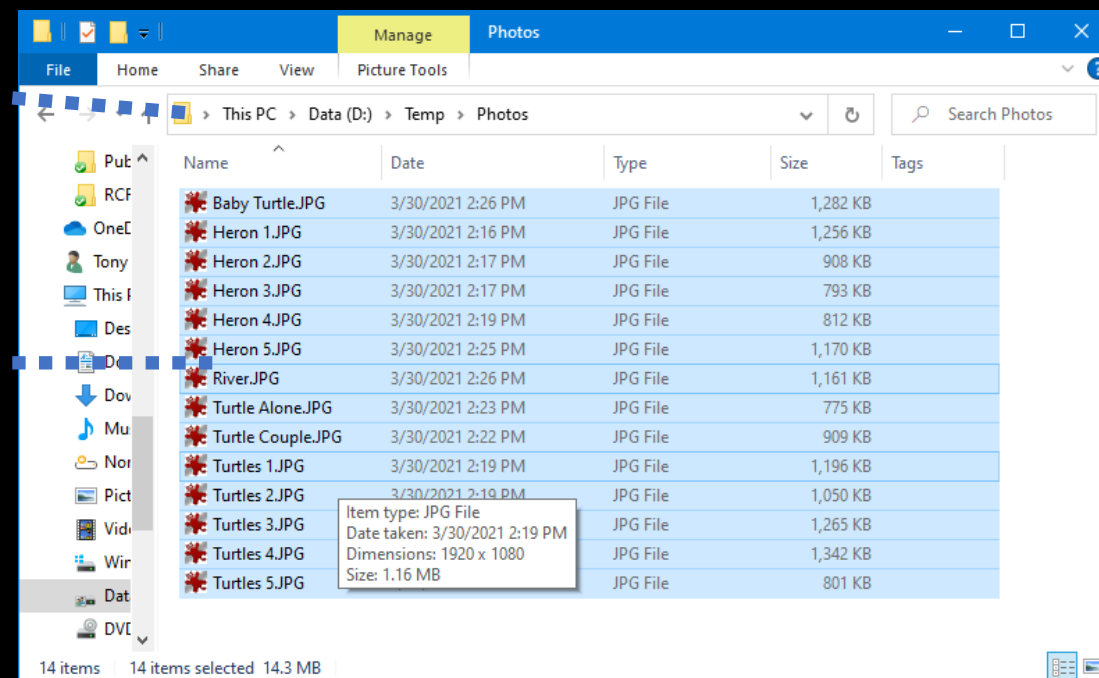 Manage Photos
File Home Share View Picture Tools
This PC > Data (D:) > Temp > Photos Search Photos
Name Date Type Size Tags
Baby Turtle.JPG 3/30/2021 2:26 PM JPG File 1,282 KB
Heron 1.JPG 3/30/2021 2:16 PM JPG File 1,256 KB
Heron 2.JPG 3/30/2021 2:17 PM JPG File 908 KB
Heron 3.JPG 3/30/2021 2:17 PM JPG File 793 KB
Heron 4.JPG 3/30/2021 2:19 PM JPG File 812 KB
Heron 5.JPG 3/30/2021 2:25 PM JPG File 1,170 KB
River.JPG 3/30/2021 2:26 PM JPG File 1,161 KB
Turtle Alone.JPG 3/30/2021 2:23 PM JPG File 775 KB
Turtle Couple.JPG 3/30/2021 2:22 PM JPG File 909 KB
Turtles 1.JPG 3/30/2021 2:19 PM JPG File 1,196 KB
Turtles 2.JPG 3/30/2021 2:19 PM JPG File 1,050 KB
Turtles 3.JPG JPG File 1,265 KB
Turtles 4.JPG JPG File 1,342 KB
Turtles 5.JPG JPG File 801 KB
Item type: JPG File
Date taken: 3/30/2021 2:19 PM
Dimensions: 1920 x 1080
Size: 1.16 MB
Pub
RCF
OneD
Tony
This P
Des
Dov
Mu
Nor
Pict
Vide
Win
Dat
DVD
14 items 14 items selected 14.3 MB